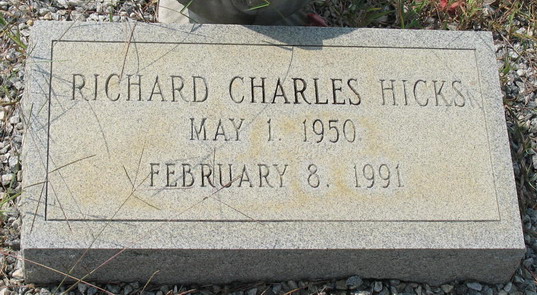 RICHARD CHARLES HICKS
MAY 1. 1950
FEBRUARY 8. 1991